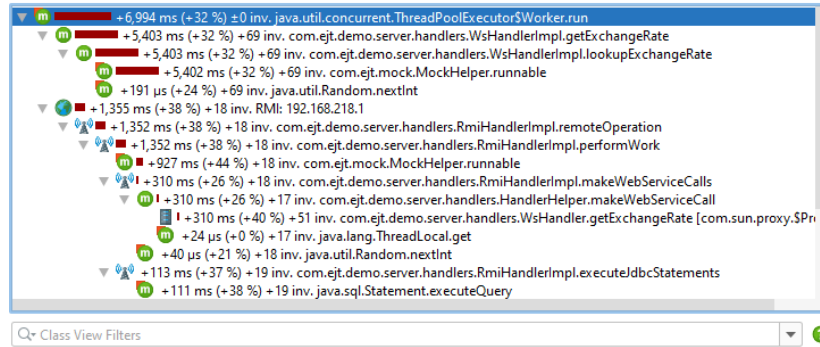 +6,994 ms (+32 %) ±0 inv. java.util.concurrent.ThreadPoolExecutor$Worker.run
+5,403 ms (+32 %) +69 inv. com.ejt.demo.server.handlers.WsHandlerImpl.getExchangeRate
+5,403 ms (+32 %) +69 inv. com.ejt.demo.server.handlers.WsHandlerImpl.lookupExchangeRate
+5,402 ms (+32 %) +69 inv. com.ejt.mock.MockHelper.runnable
+191 µs (+24 %) +69 inv. java.util.Random.nextInt
+1,355 ms (+38 %) +18 inv. RMI: 192.168.218.1
+1,352 ms (+38 %) +18 inv. com.ejt.demo.server.handlers.RmiHandlerImpl.remoteOperation
+1,352 ms (+38 %) +18 inv. com.ejt.demo.server.handlers.RmiHandlerImpl.performWork
+927 ms (+44 %) +18 inv. com.ejt.mock.MockHelper.runnable
+310 ms (+26 %) +18 inv. com.ejt.demo.server.handlers.RmiHandlerImpl.makeWebServiceCalls
+310 ms (+26 %) +17 inv. com.ejt.demo.server.handlers.HandlerHelper.makeWebServiceCall
+310 ms (+40 %) +51 inv. com.ejt.demo.server.handlers.WsHandler.getExchangeRate [com.sun.proxy.$Pr
+24 µs (+0 %) +17 inv. java.lang.ThreadLocal.get
+40 µs (+21 %) +18 inv. java.util.Random.nextInt
+113 ms (+37 %) +19 inv. com.ejt.demo.server.handlers.RmiHandlerImpl.executeJdbcStatements
+111 ms (+38 %) +19 inv. java.sql.Statement.executeQuery
Class View Filters